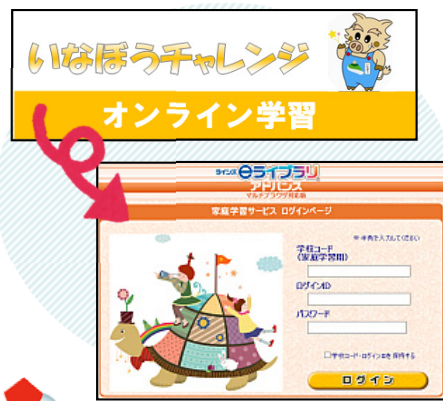 いなほうチャレンジ
オンライン学習
ラインズ eライブラリ
アドバンス
マルチブラウザ対応版
家庭学習サービス ログインページ
※半角で入力してください
学校コード
(家庭学習用)
ログインID
パスワード
学校コード・ログインIDを保持する
ログイン